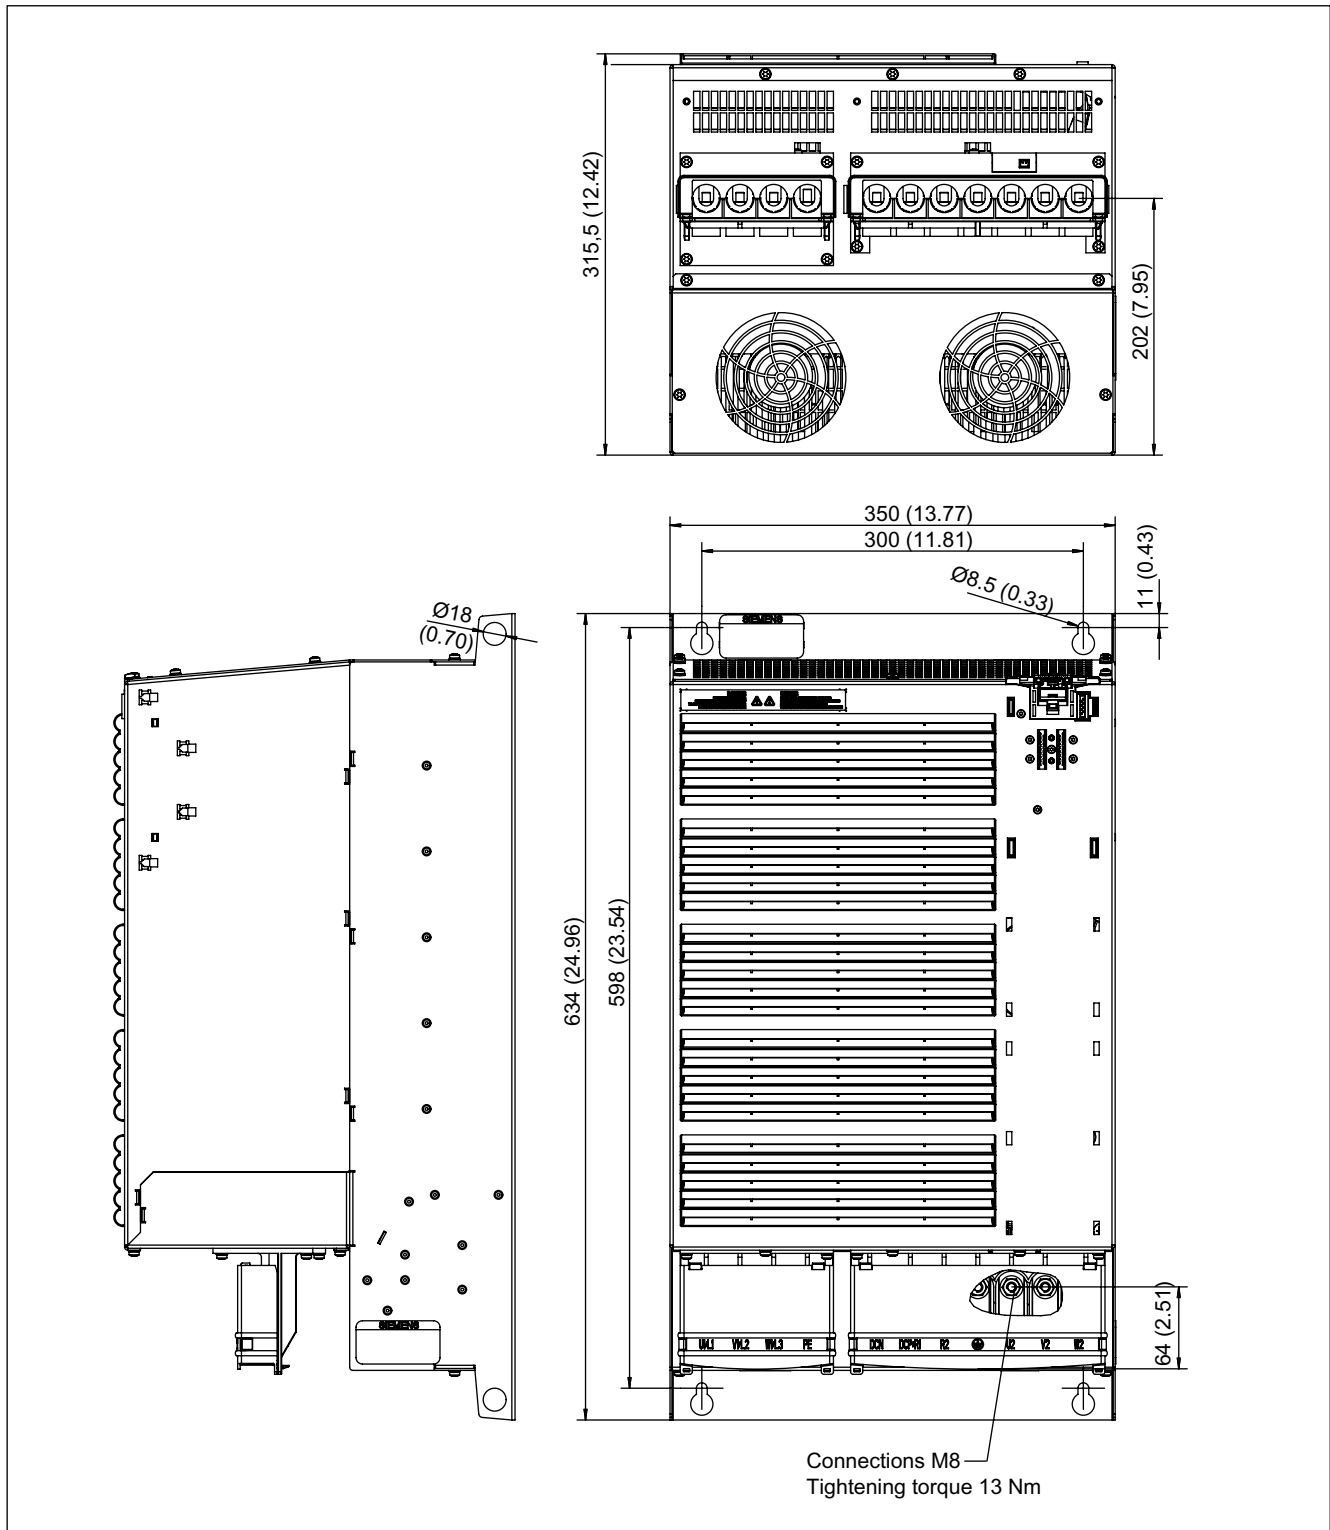 315,5 (12.42)
202 (7.95)
350 (13.77)
300 (11.81)
11 (0.43)
Ø8.5 (0.33)
Ø18
(0.70)
SIEMENS
634 (24.96)
598 (23.54)
64 (2.51)
SIEMENS
U1/L1 V1/L2 W1/L3 PE DCN DCP/R1 R2 U2 V2 W2
Connections M8
Tightening torque 13 Nm